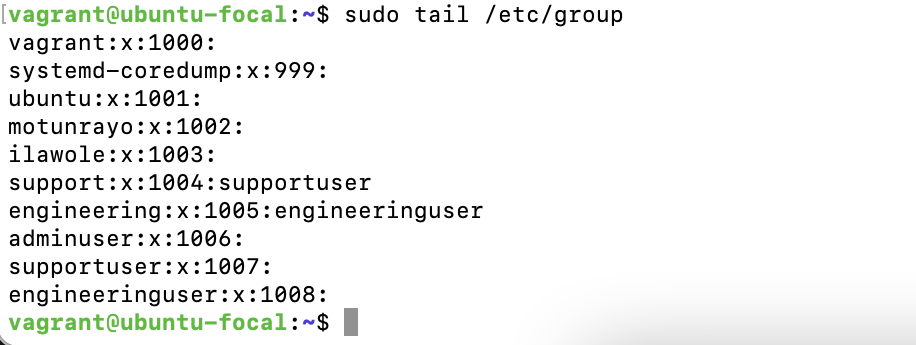 [vagrant@ubuntu-focal:~$ sudo tail /etc/group
vagrant:x:1000:
systemd-coredump:x:999:
ubuntu:x:1001:
motunrayo:x:1002:
ilawole:x:1003:
support:x:1004:supportuser
engineering:x:1005:engineeringuser
adminuser:x:1006:
supportuser:x:1007:
engineeringuser:x:1008:
vagrant@ubuntu-focal:~$